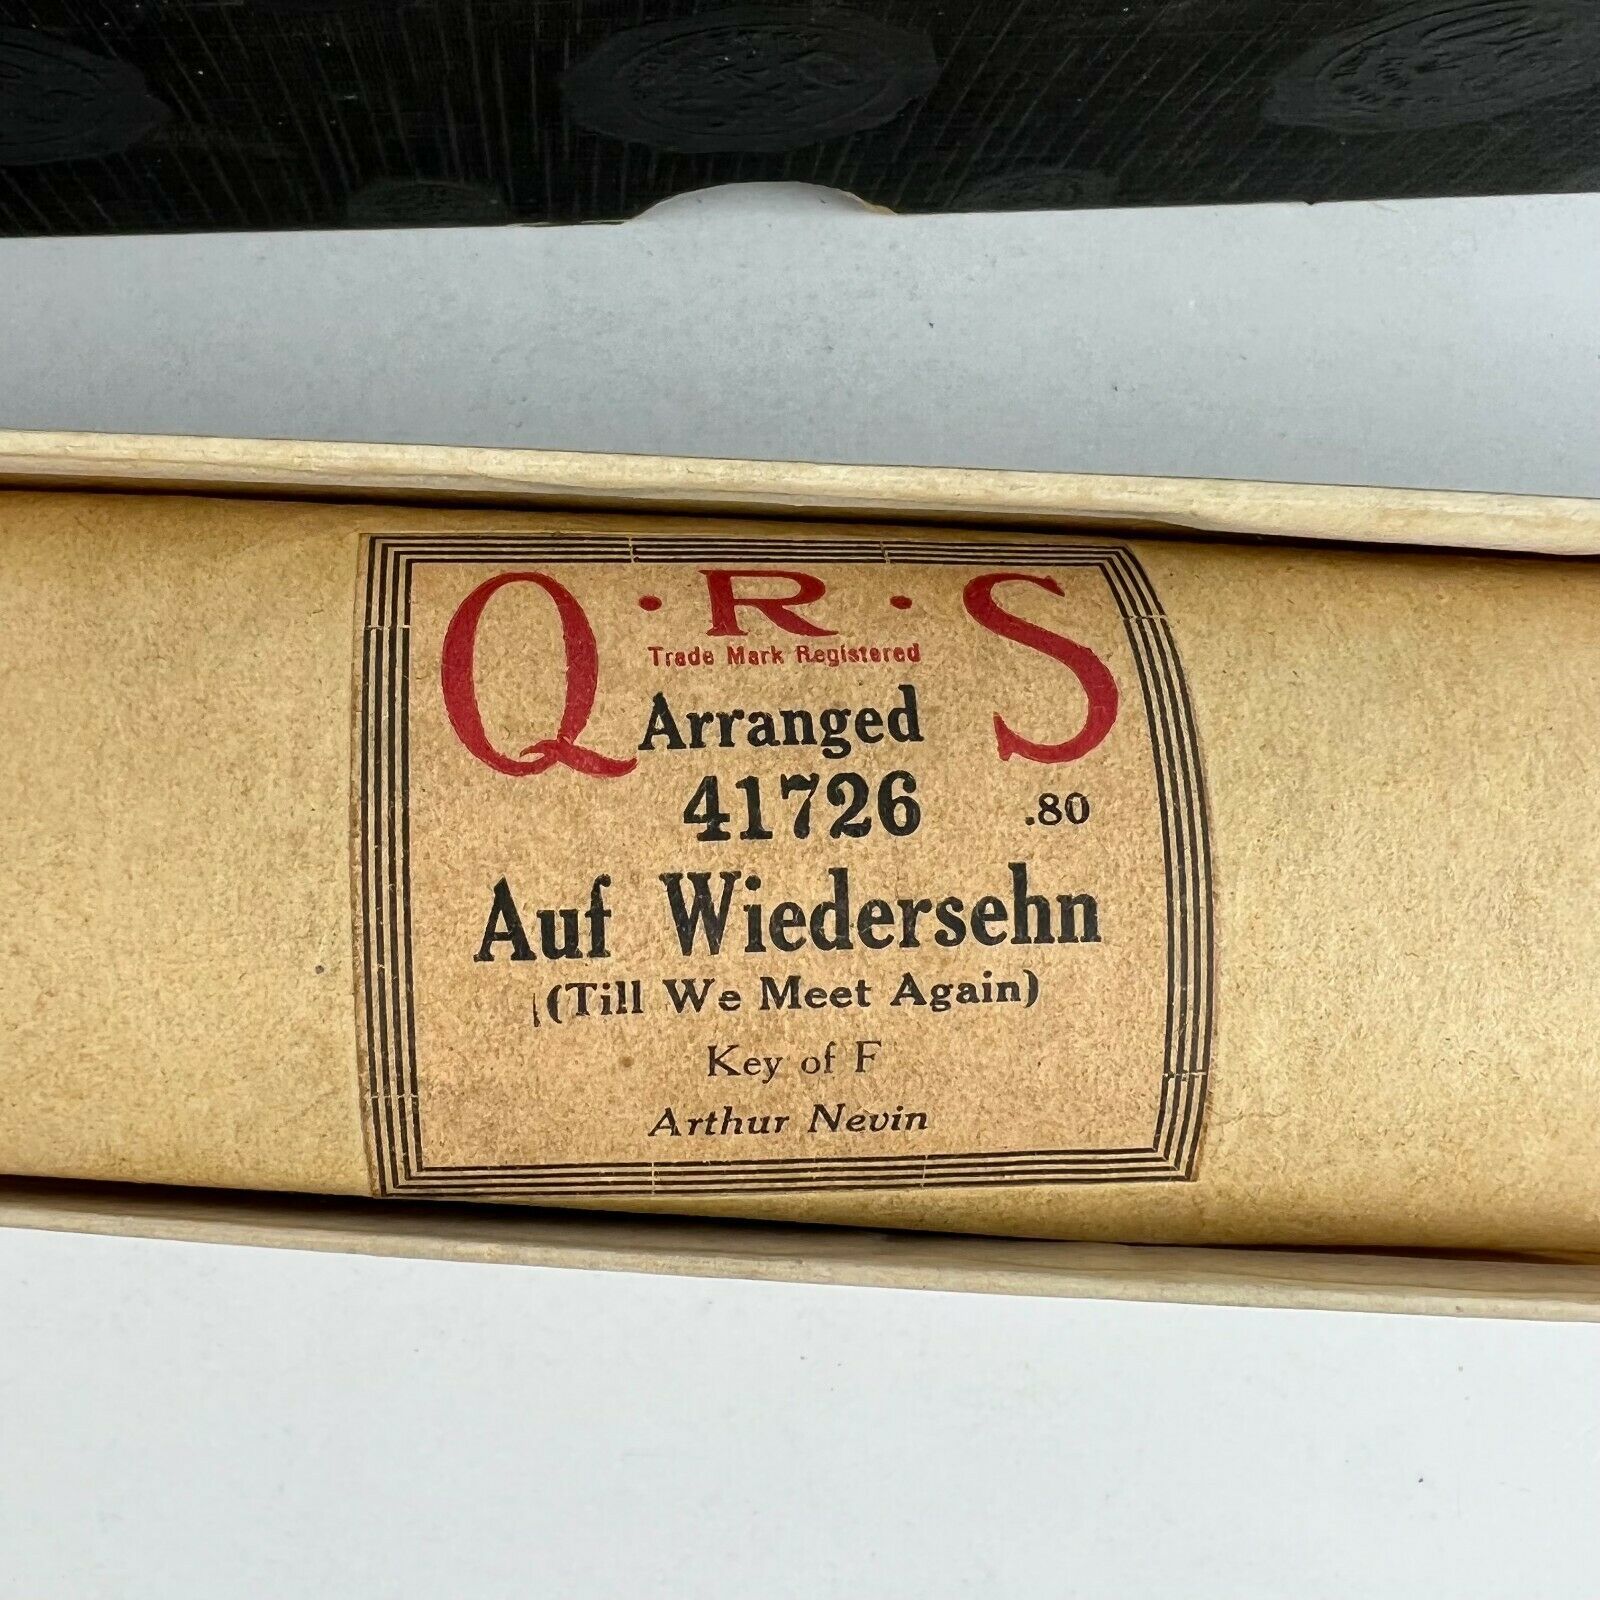 Q·R·S
Trade Mark Registered
Arranged
41726 .80
Auf Wiedersehn
(Till We Meet Again)
Key of F
Arthur Nevin